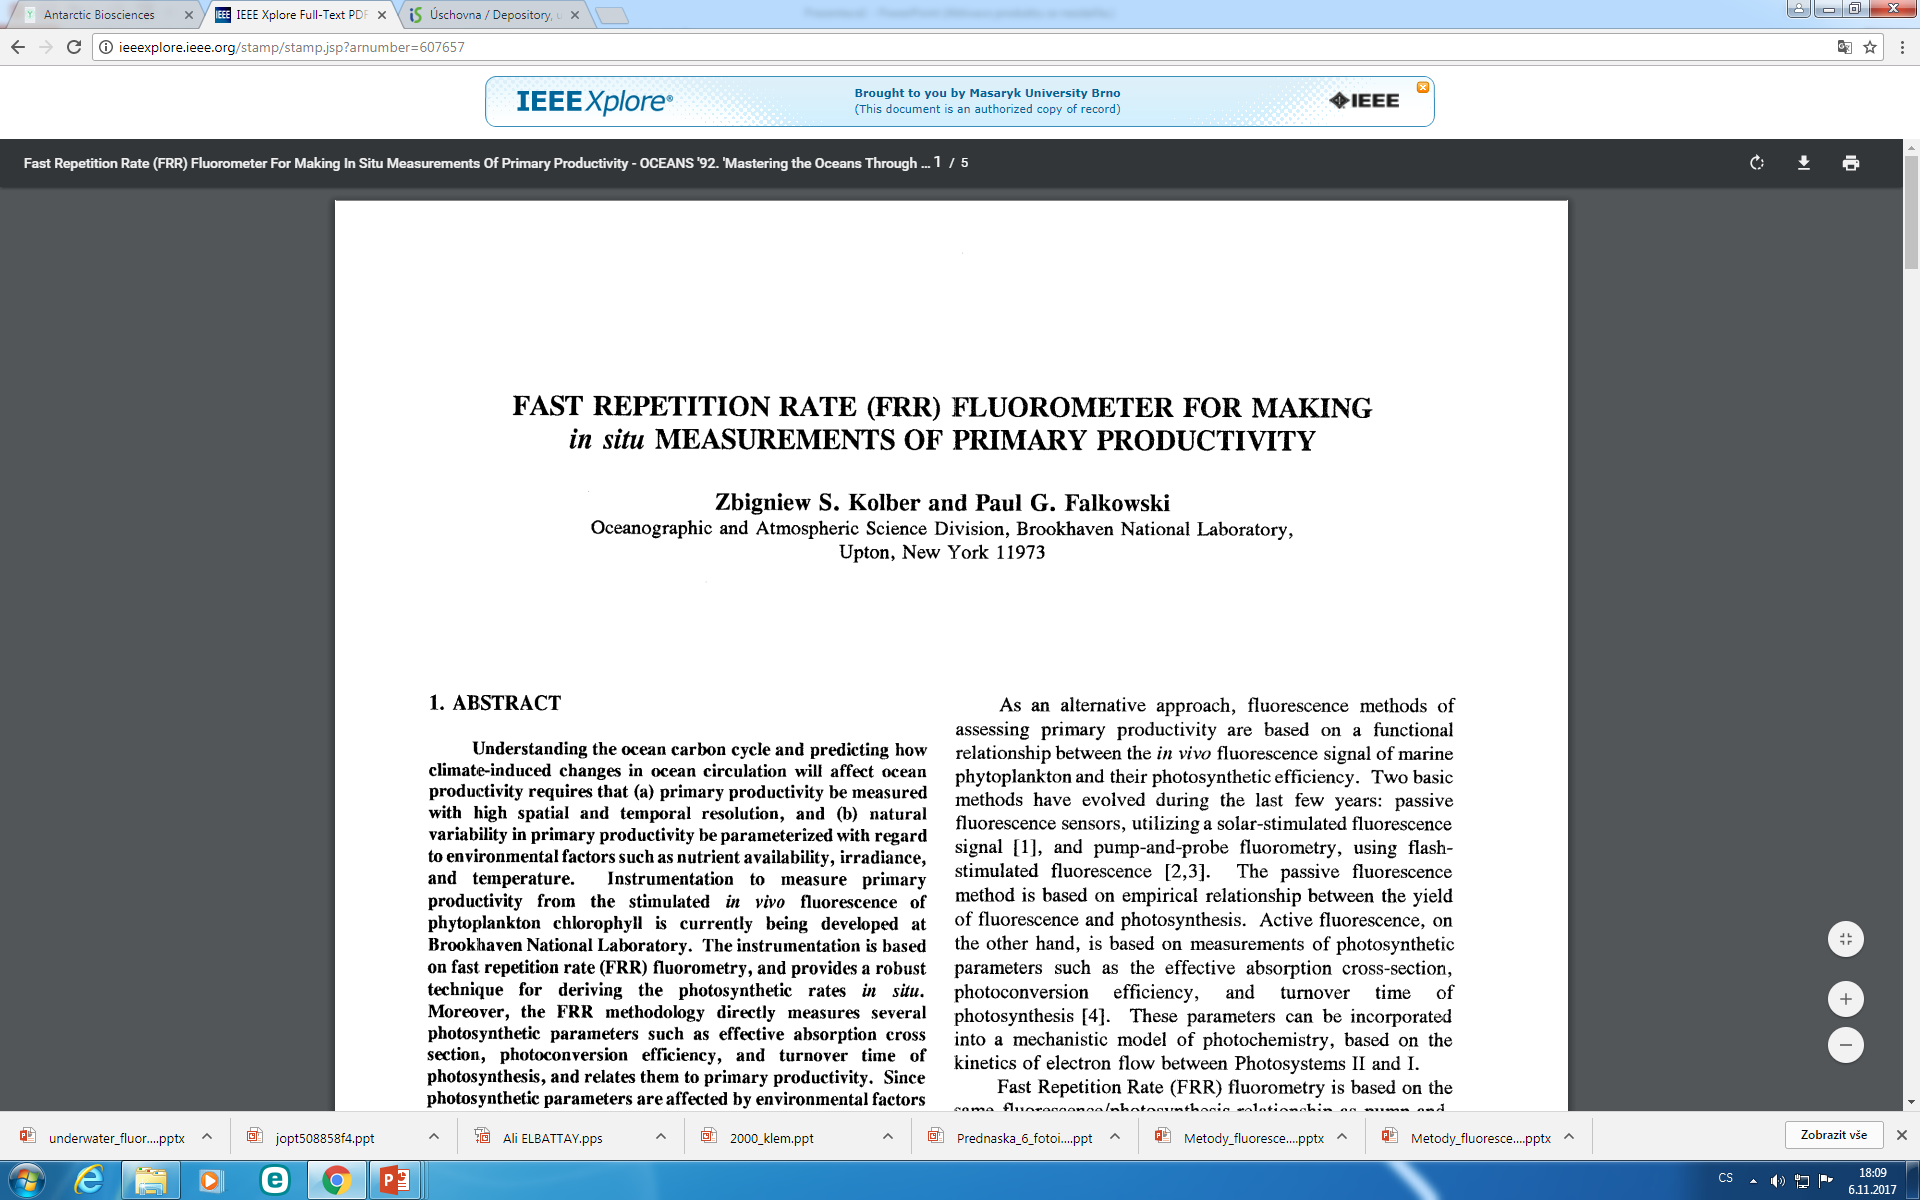 Antarctic Biosciences
IEEE Xplore Full-Text PDF
Úschovna / Depository, u
ieeexplore.ieee.org/stamp/stamp.jsp?arnumber=607657
IEEE Xplore®
Brought to you by Masaryk University Brno
(This document is an authorized copy of record)
IEEE
Fast Repetition Rate (FRR) Fluorometer For Making In Situ Measurements Of Primary Productivity - OCEANS '92. 'Mastering the Oceans Through ... 1 / 5
FAST REPETITION RATE (FRR) FLUOROMETER FOR MAKING
in situ MEASUREMENTS OF PRIMARY PRODUCTIVITY
Zbigniew S. Kolber and Paul G. Falkowski
Oceanographic and Atmospheric Science Division, Brookhaven National Laboratory,
Upton, New York 11973
1. ABSTRACT
Understanding the ocean carbon cycle and predicting how
climate-induced changes in ocean circulation will affect ocean
productivity requires that (a) primary productivity be measured
with high spatial and temporal resolution, and (b) natural
variability in primary productivity be parameterized with regard
to environmental factors such as nutrient availability, irradiance,
and temperature. Instrumentation to measure primary
productivity from the stimulated in vivo fluorescence of
phytoplankton chlorophyll is currently being developed at
Brookhaven National Laboratory. The instrumentation is based
on fast repetition rate (FRR) fluorometry, and provides a robust
technique for deriving the photosynthetic rates in situ.
Moreover, the FRR methodology directly measures several
photosynthetic parameters such as effective absorption cross
section, photoconversion efficiency, and turnover time of
photosynthesis, and relates them to primary productivity. Since
photosynthetic parameters are affected by environmental factors
As an alternative approach, fluorescence methods of
assessing primary productivity are based on a functional
relationship between the in vivo fluorescence signal of marine
phytoplankton and their photosynthetic efficiency. Two basic
methods have evolved during the last few years: passive
fluorescence sensors, utilizing a solar-stimulated fluorescence
signal [1], and pump-and-probe fluorometry, using flash-
stimulated fluorescence [2,3]. The passive fluorescence
method is based on empirical relationship between the yield
of fluorescence and photosynthesis. Active fluorescence, on
the other hand, is based on measurements of photosynthetic
parameters such as the effective absorption cross-section,
photoconversion efficiency, and turnover time of
photosynthesis [4]. These parameters can be incorporated
into a mechanistic model of photochemistry, based on the
kinetics of electron flow between Photosystems II and I.
Fast Repetition Rate (FRR) fluorometry is based on the
same fluorescence/photosynthesis relationship as pump-and-
underwater_fluor....pptx
jopt508858f4.ppt
Ali ELBATTAY.pps
2000_klem.ppt
Prednaska_6_fotoi....ppt
Metody_fluoresce....pptx
Metody_fluoresce....pptx
Zobrazit vše
CS
18:09
6.11.2017